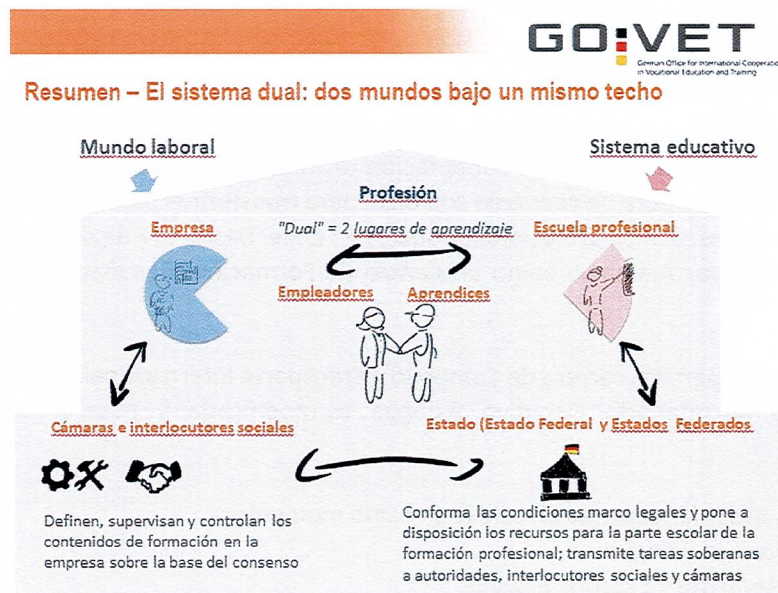 GO:VET
German Office for International Cooperation
in Vocational Education and Training
Resumen – El sistema dual: dos mundos bajo un mismo techo
Mundo laboral
Sistema educativo
Profesión
Empresa
"Dual" = 2 lugares de aprendizaje
Escuela profesional
Empleadores
Aprendices
Cámaras e interlocutores sociales
Estado (Estado Federal y Estados Federados
Definen, supervisan y controlan los
contenidos de formación en la
empresa sobre la base del consenso
Conforma las condiciones marco legales y pone a
disposición los recursos para la parte escolar de la
formación profesional; transmite tareas soberanas
a autoridades, interlocutores sociales y cámaras